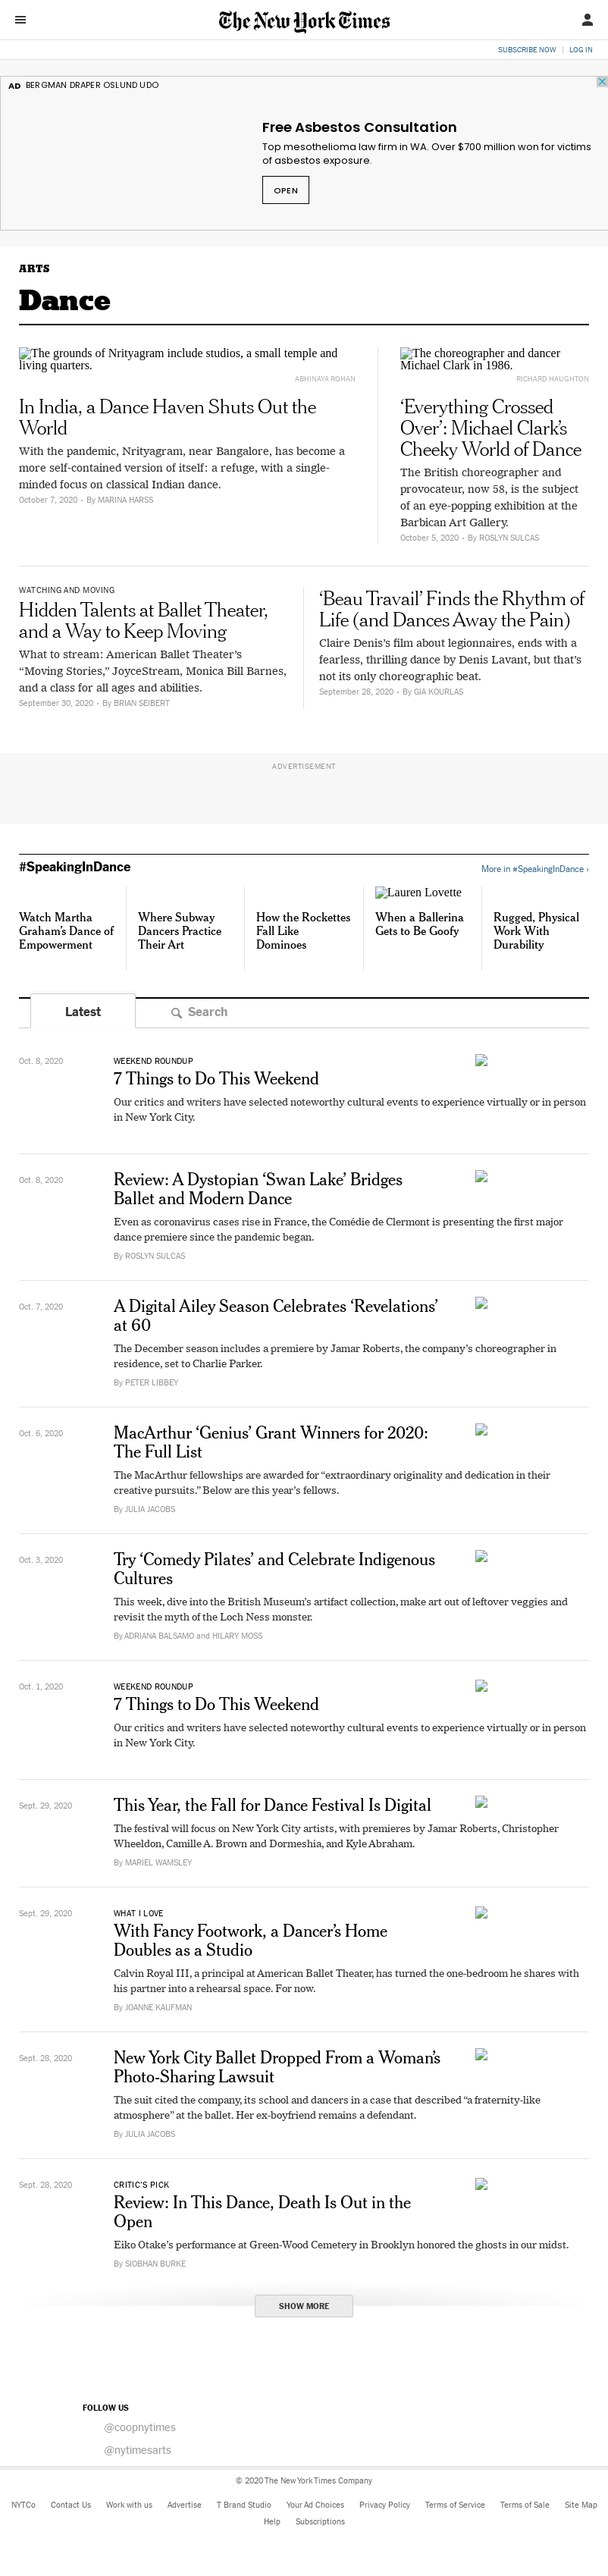 The New York Times
SUBSCRIBE NOW | LOG IN
AD BERGMAN DRAPER OSLUND UDO
Free Asbestos Consultation
Top mesothelioma law firm in WA. Over $700 million won for victims
of asbestos exposure.
OPEN
ARTS
Dance
The grounds of Nrityagram include studios, a small temple and
living quarters.
ABHINAYA ROHAN
In India, a Dance Haven Shuts Out the
World
With the pandemic, Nrityagram, near Bangalore, has become a
more self-contained version of itself: a refuge, with a single-
minded focus on classical Indian dance.
October 7, 2020 • By MARINA HARSS
The choreographer and dancer
Michael Clark in 1986.
RICHARD HAUGHTON
‘Everything Crossed
Over’: Michael Clark’s
Cheeky World of Dance
The British choreographer and
provocateur, now 58, is the subject
of an eye-popping exhibition at the
Barbican Art Gallery.
October 5, 2020 • By ROSLYN SULCAS
WATCHING AND MOVING
Hidden Talents at Ballet Theater,
and a Way to Keep Moving
What to stream: American Ballet Theater’s
“Moving Stories,” JoyceStream, Monica Bill Barnes,
and a class for all ages and abilities.
September 30, 2020 • By BRIAN SEIBERT
‘Beau Travail’ Finds the Rhythm of
Life (and Dances Away the Pain)
Claire Denis’s film about legionnaires, ends with a
fearless, thrilling dance by Denis Lavant, but that’s
not its only choreographic beat.
September 28, 2020 • By GIA KOURLAS
ADVERTISEMENT
#SpeakingInDance
More in #SpeakingInDance ›
Watch Martha
Graham’s Dance of
Empowerment
Where Subway
Dancers Practice
Their Art
How the Rockettes
Fall Like
Dominoes
Lauren Lovette
When a Ballerina
Gets to Be Goofy
Rugged, Physical
Work With
Durability
Latest
Search
Oct. 8, 2020
WEEKEND ROUNDUP
7 Things to Do This Weekend
Our critics and writers have selected noteworthy cultural events to experience virtually or in person
in New York City.
Oct. 8, 2020
Review: A Dystopian ‘Swan Lake’ Bridges
Ballet and Modern Dance
Even as coronavirus cases rise in France, the Comédie de Clermont is presenting the first major
dance premiere since the pandemic began.
By ROSLYN SULCAS
Oct. 7, 2020
A Digital Ailey Season Celebrates ‘Revelations’
at 60
The December season includes a premiere by Jamar Roberts, the company’s choreographer in
residence, set to Charlie Parker.
By PETER LIBBEY
Oct. 6, 2020
MacArthur ‘Genius’ Grant Winners for 2020:
The Full List
The MacArthur fellowships are awarded for “extraordinary originality and dedication in their
creative pursuits.” Below are this year’s fellows.
By JULIA JACOBS
Oct. 3, 2020
Try ‘Comedy Pilates’ and Celebrate Indigenous
Cultures
This week, dive into the British Museum’s artifact collection, make art out of leftover veggies and
revisit the myth of the Loch Ness monster.
By ADRIANA BALSAMO and HILARY MOSS
Oct. 1, 2020
WEEKEND ROUNDUP
7 Things to Do This Weekend
Our critics and writers have selected noteworthy cultural events to experience virtually or in person
in New York City.
Sept. 29, 2020
This Year, the Fall for Dance Festival Is Digital
The festival will focus on New York City artists, with premieres by Jamar Roberts, Christopher
Wheeldon, Camille A. Brown and Dormeshia, and Kyle Abraham.
By MARIEL WAMSLEY
Sept. 29, 2020
WHAT I LOVE
With Fancy Footwork, a Dancer’s Home
Doubles as a Studio
Calvin Royal III, a principal at American Ballet Theater, has turned the one-bedroom he shares with
his partner into a rehearsal space. For now.
By JOANNE KAUFMAN
Sept. 28, 2020
New York City Ballet Dropped From a Woman’s
Photo-Sharing Lawsuit
The suit cited the company, its school and dancers in a case that described “a fraternity-like
atmosphere” at the ballet. Her ex-boyfriend remains a defendant.
By JULIA JACOBS
Sept. 28, 2020
CRITIC’S PICK
Review: In This Dance, Death Is Out in the
Open
Eiko Otake’s performance at Green-Wood Cemetery in Brooklyn honored the ghosts in our midst.
By SIOBHAN BURKE
SHOW MORE
FOLLOW US
@coopnytimes
@nytimesarts
© 2020 The New York Times Company
NYTCo Contact Us Work with us Advertise T Brand Studio Your Ad Choices Privacy Policy Terms of Service Terms of Sale Site Map
Help Subscriptions